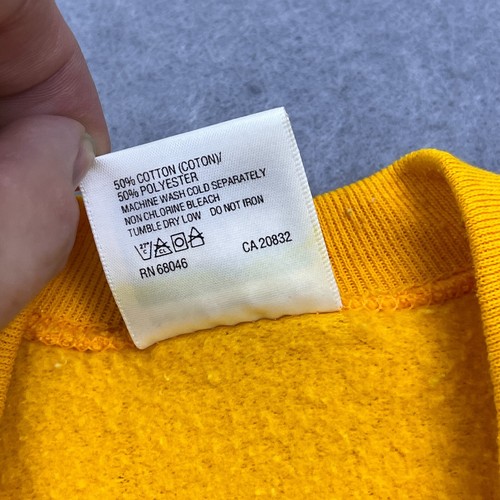 50% COTTON (COTON)/
50% POLYESTER
MACHINE WASH COLD SEPARATELY
NON CHLORINE BLEACH
TUMBLE DRY LOW DO NOT IRON
RN 68046 CA 20832